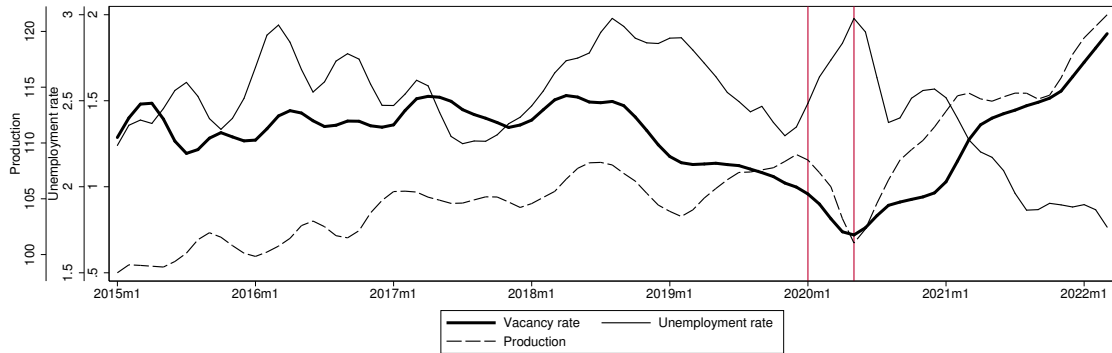 Production
100 105 110 115 120
Unemployment rate
1.5 2 2.5 3
.5 1 1.5 2
2015m1 2016m1 2017m1 2018m1 2019m1 2020m1 2021m1 2022m1
Vacancy rate Unemployment rate
Production